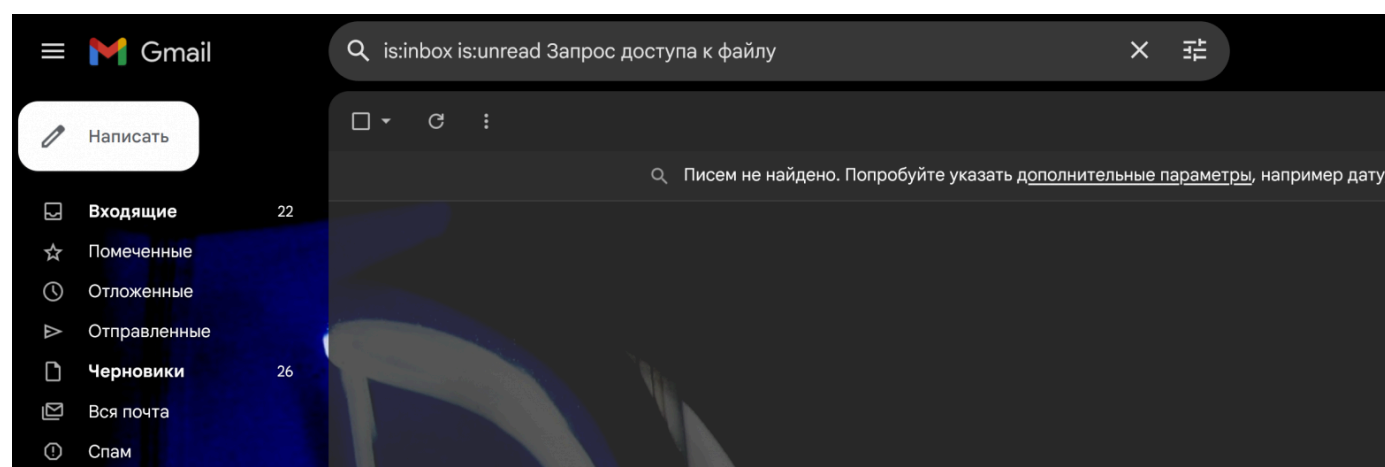 Gmail
is:inbox is:unread Запрос доступа к файлу
Написать
Писем не найдено. Попробуйте указать дополнительные параметры, например дату
Входящие 22
Помеченные
Отложенные
Отправленные
Черновики 26
Вся почта
Спам